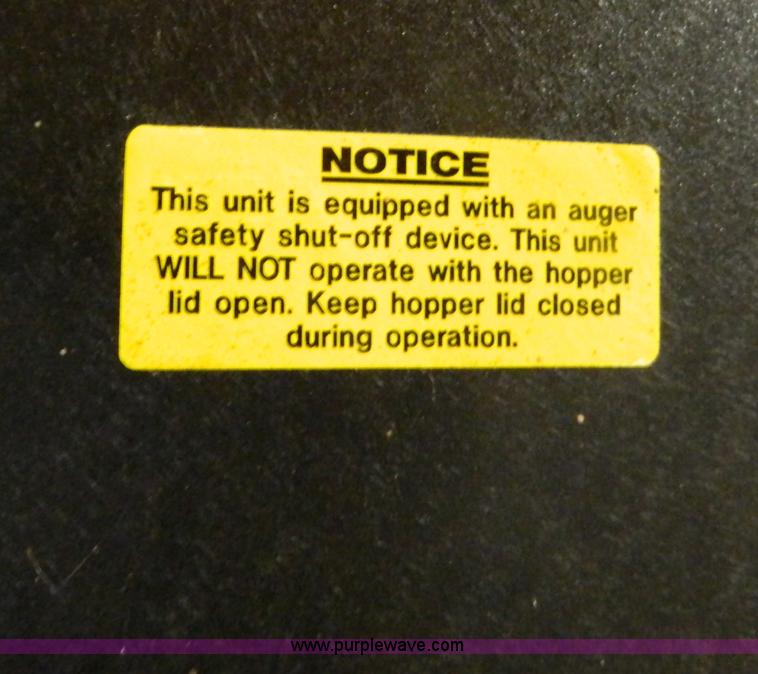 NOTICE
This unit is equipped with an auger
safety shut-off device. This unit
WILL NOT operate with the hopper
lid open. Keep hopper lid closed
during operation.
www.purplewave.com